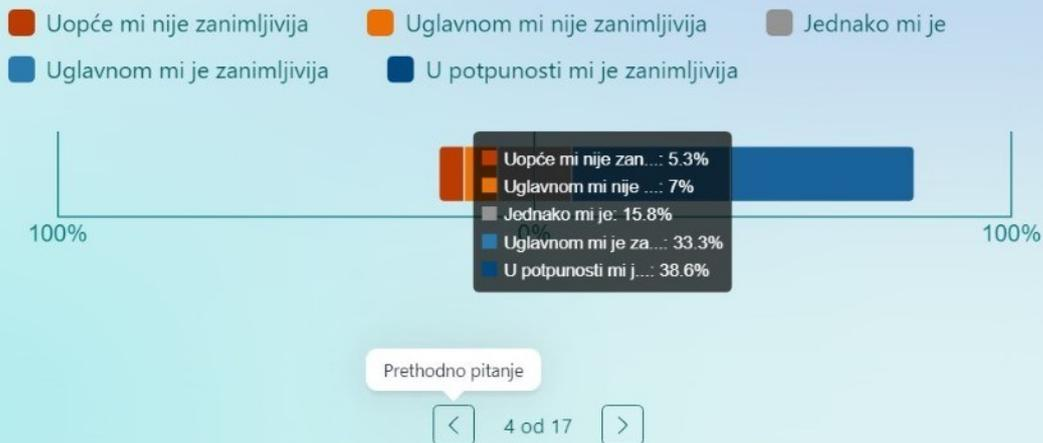 Uopće mi nije zanimljivija Uglavnom mi nije zanimljivija Jednako mi je
Uglavnom mi je zanimljivija U potpunosti mi je zanimljivija
Uopće mi nije zan...: 5.3%
Uglavnom mi nije ...: 7%
Jednako mi je: 15.8%
100% 0% 100%
Uglavnom mi je za...: 33.3%
U potpunosti mi j...: 38.6%
Prethodno pitanje
4 od 17